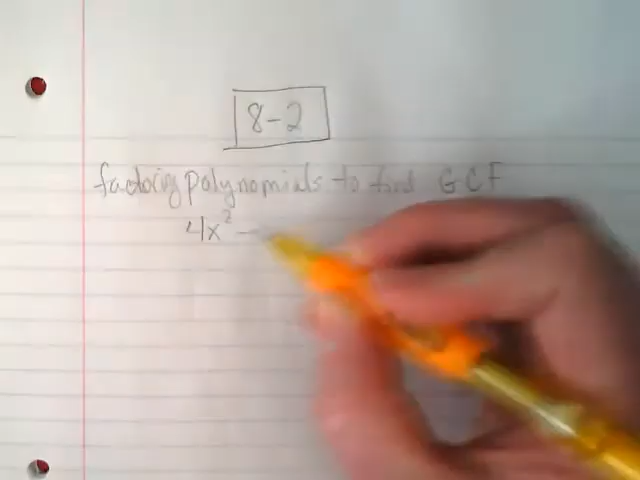 8-2
factoring polynomials to find GCF
4x² -